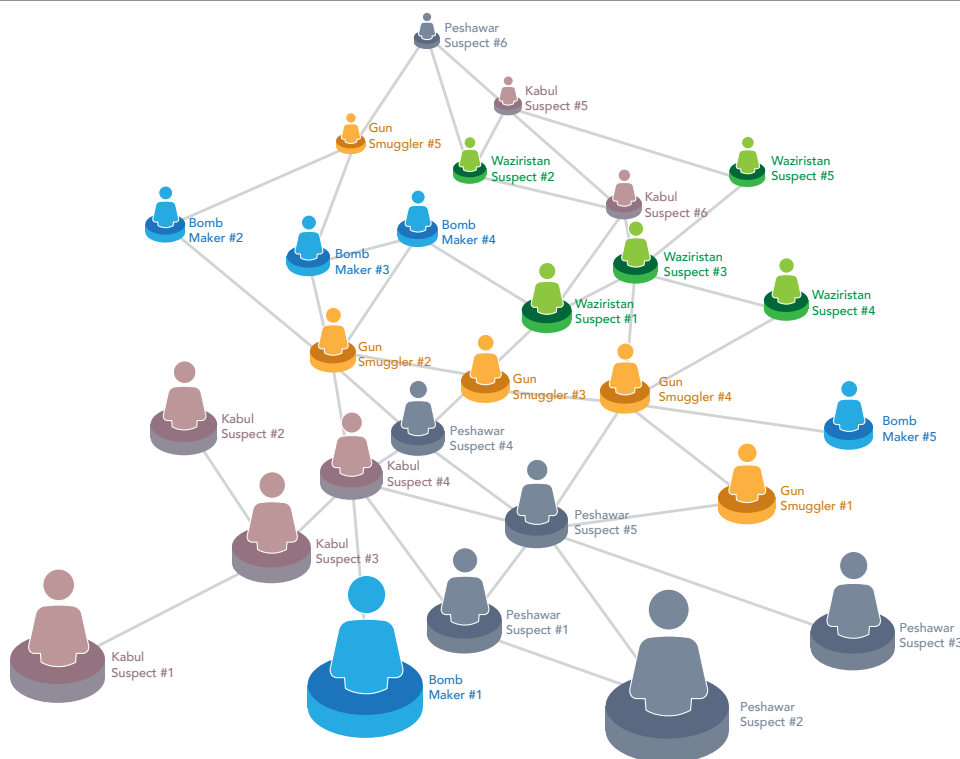 Peshawar
Suspect #6
Kabul
Suspect #5
Gun
Smuggler #5
Waziristan
Suspect #2
Waziristan
Suspect #5
Kabul
Suspect #6
Bomb
Maker #2
Bomb
Maker #4
Bomb
Maker #3
Waziristan
Suspect #3
Waziristan
Suspect #1
Waziristan
Suspect #4
Gun
Smuggler #2
Gun
Smuggler #3
Gun
Smuggler #4
Kabul
Suspect #2
Peshawar
Suspect #4
Bomb
Maker #5
Kabul
Suspect #4
Gun
Smuggler #1
Peshawar
Suspect #5
Kabul
Suspect #3
Peshawar
Suspect #1
Peshawar
Suspect #3
Kabul
Suspect #1
Bomb
Maker #1
Peshawar
Suspect #2